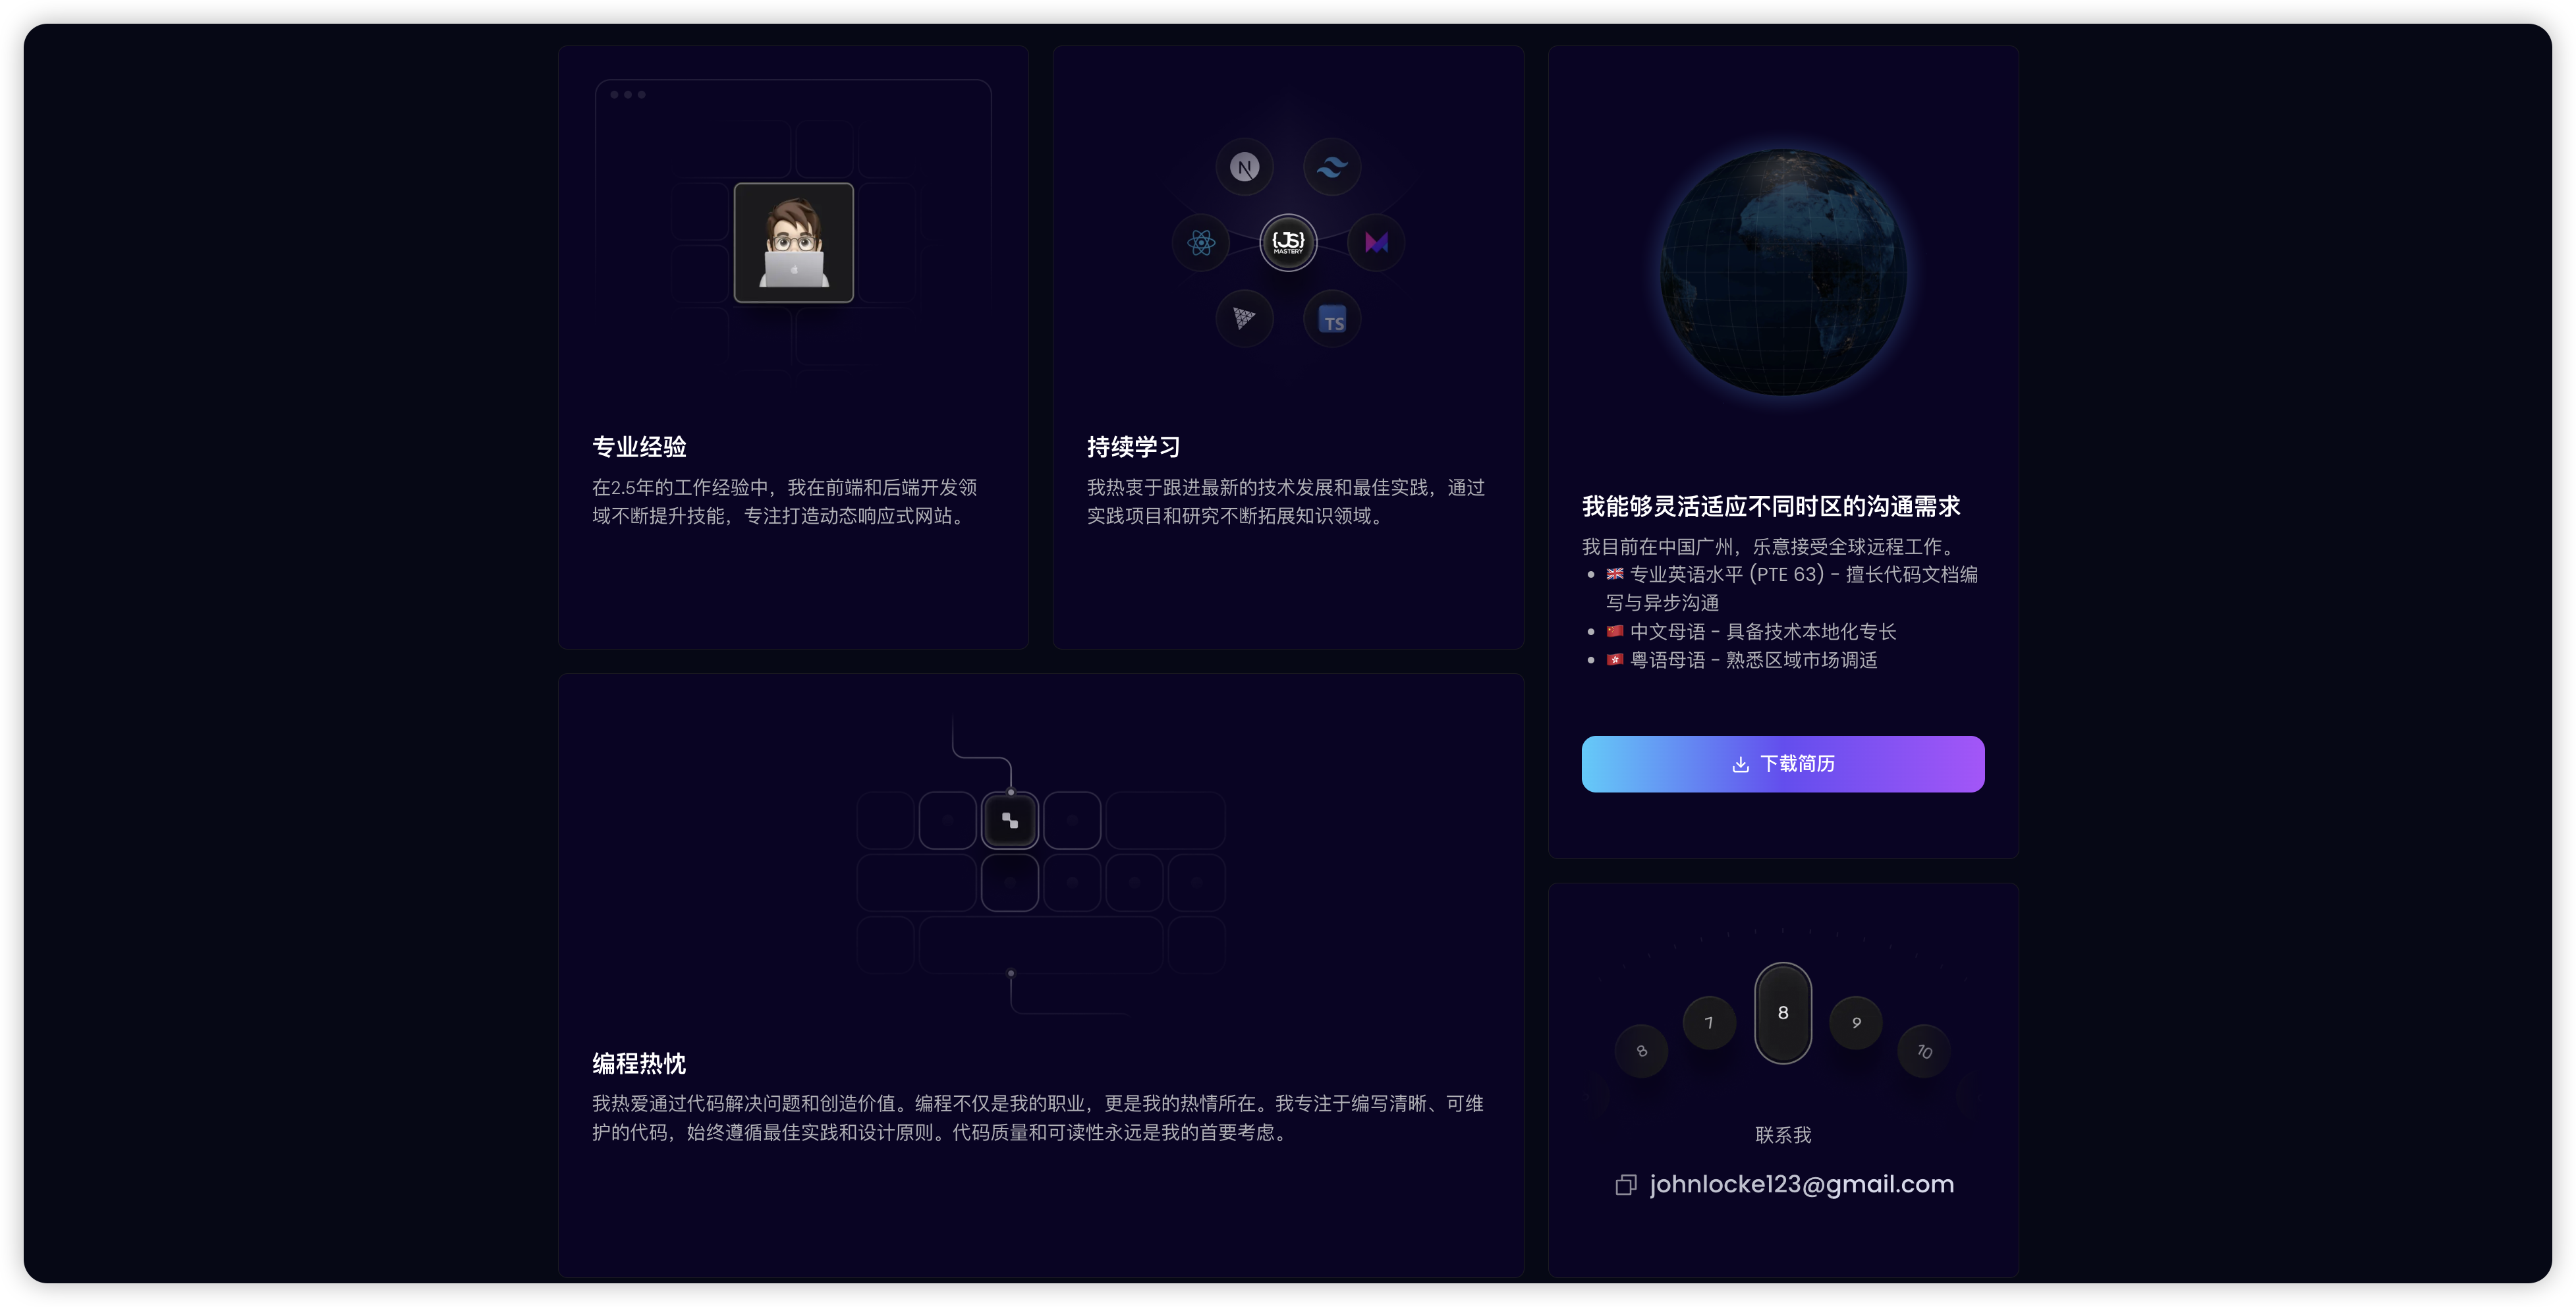 N
{JS}
MASTERY
TS
专业经验
在2.5年的工作经验中，我在前端和后端开发领
域不断提升技能，专注打造动态响应式网站。
持续学习
我热衷于跟进最新的技术发展和最佳实践，通过
实践项目和研究不断拓展知识领域。
我能够灵活适应不同时区的沟通需求
我目前在中国广州，乐意接受全球远程工作。
• 🇬🇧 专业英语水平 (PTE 63) - 擅长代码文档编
写与异步沟通
• 🇨🇳 中文母语 - 具备技术本地化专长
• 🇭🇰 粤语母语 - 熟悉区域市场调适
下载简历
编程热忱
我热爱通过代码解决问题和创造价值。编程不仅是我的职业，更是我的热情所在。我专注于编写清晰、可维
护的代码，始终遵循最佳实践和设计原则。代码质量和可读性永远是我的首要考虑。
8 7 8 9 10
联系我
johnlocke123@gmail.com